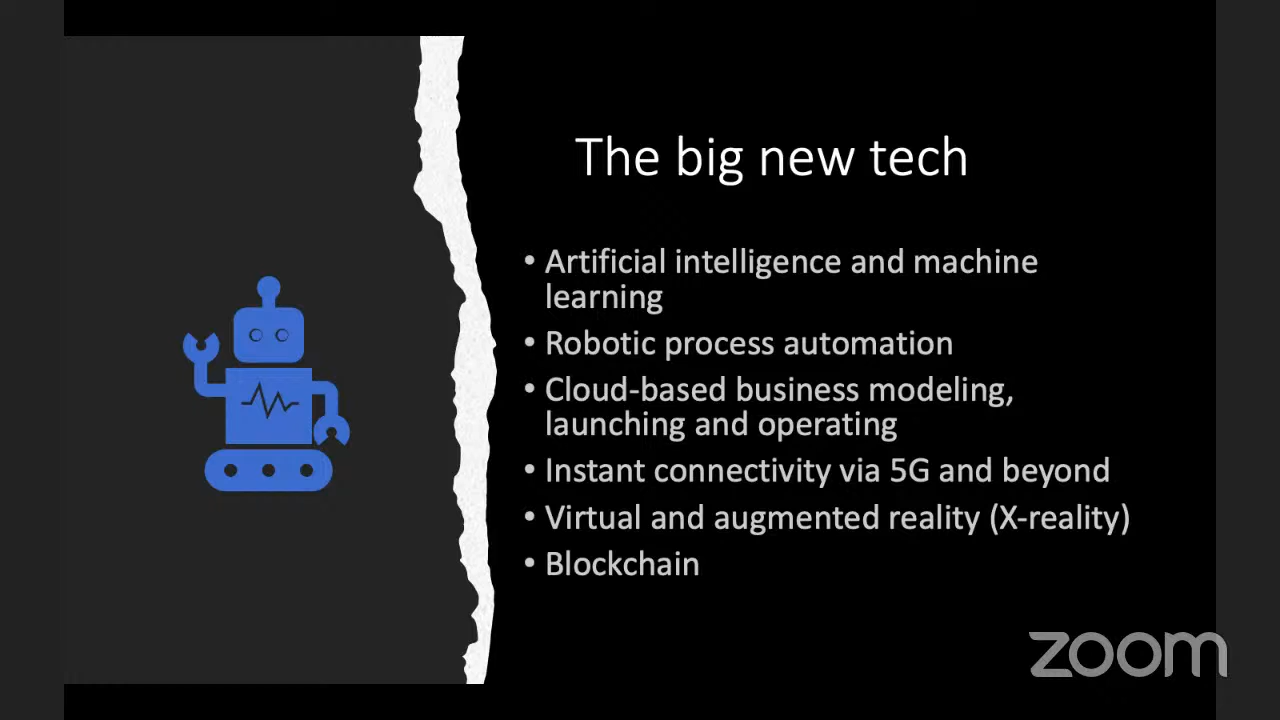 The big new tech
• Artificial intelligence and machine
learning
• Robotic process automation
• Cloud-based business modeling,
launching and operating
• Instant connectivity via 5G and beyond
• Virtual and augmented reality (X-reality)
• Blockchain
zoom